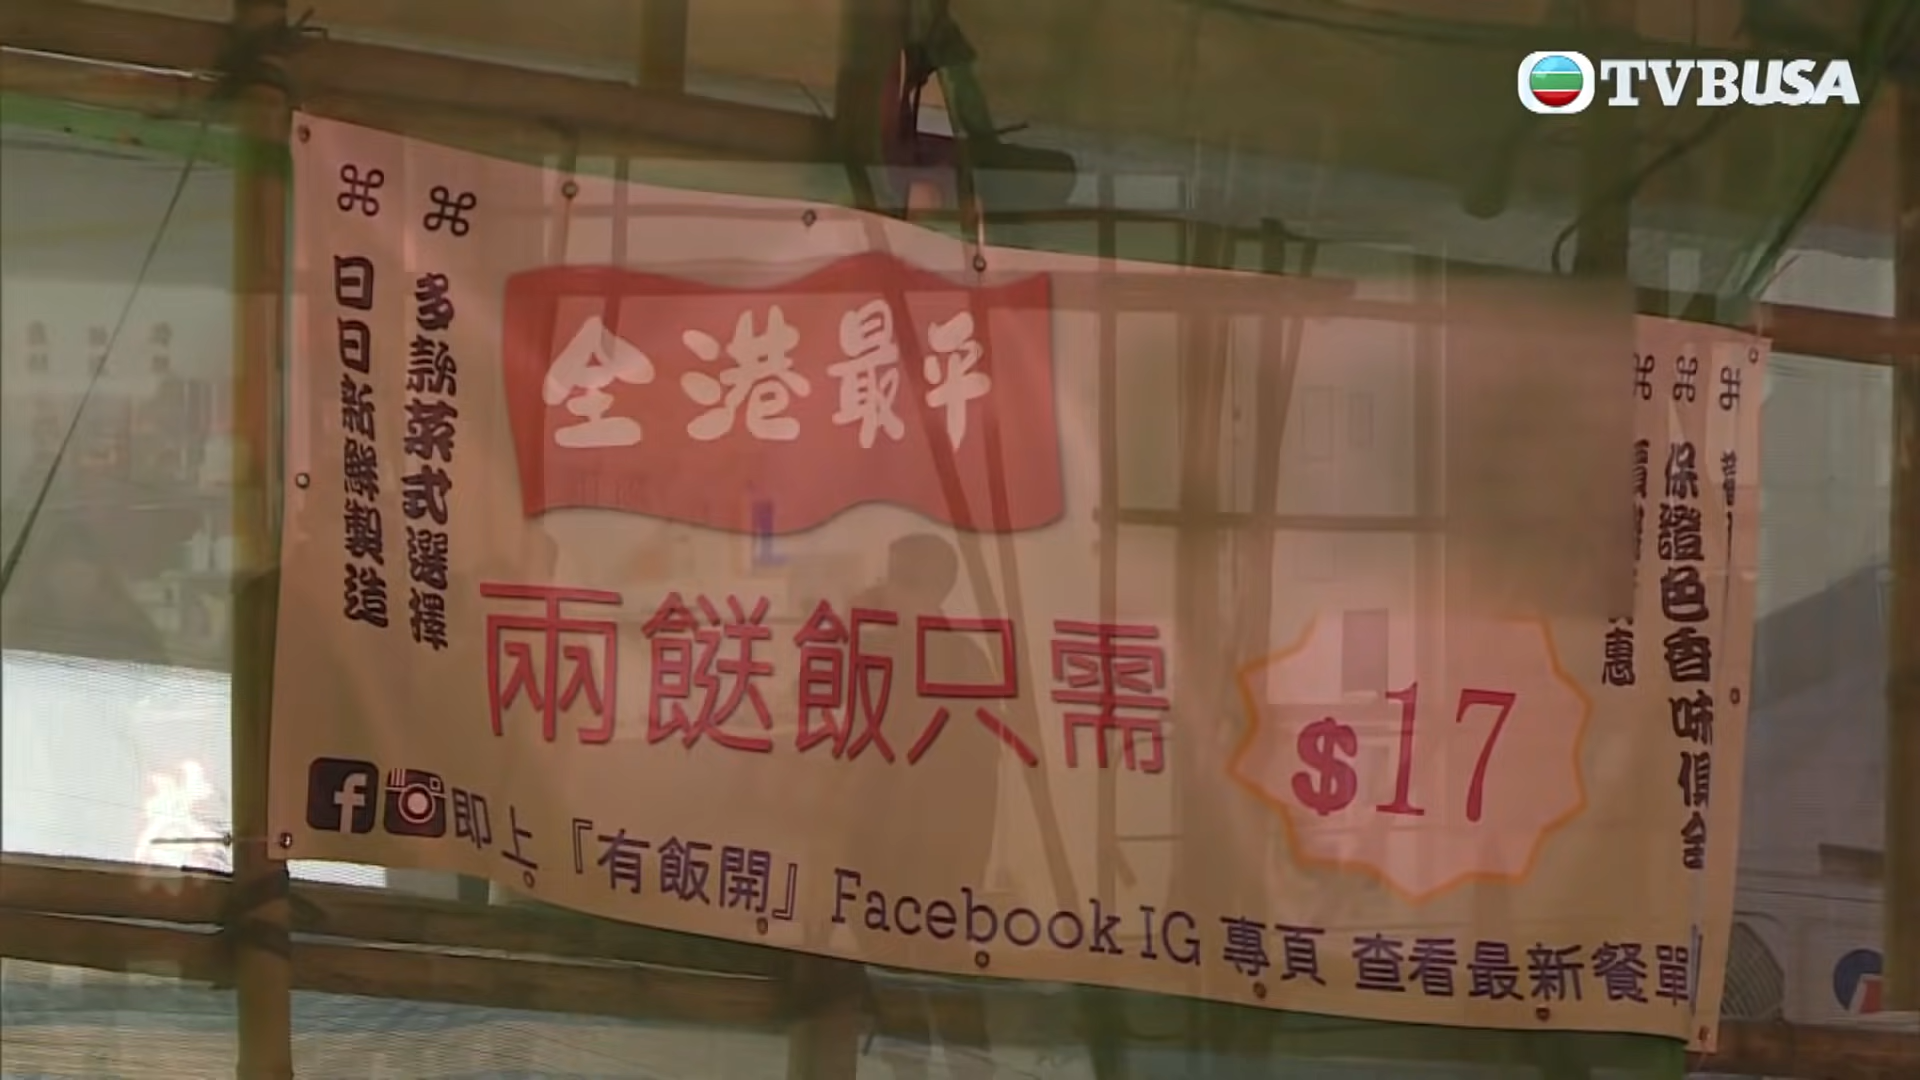 TVBUSA
⌘ 日日新鮮製造
⌘ 多款菜式選擇
全港最平
兩餸飯只需
$17
⌘ 保證色香味俱全
即上『有飯開』Facebook IG 專頁 查看最新餐單